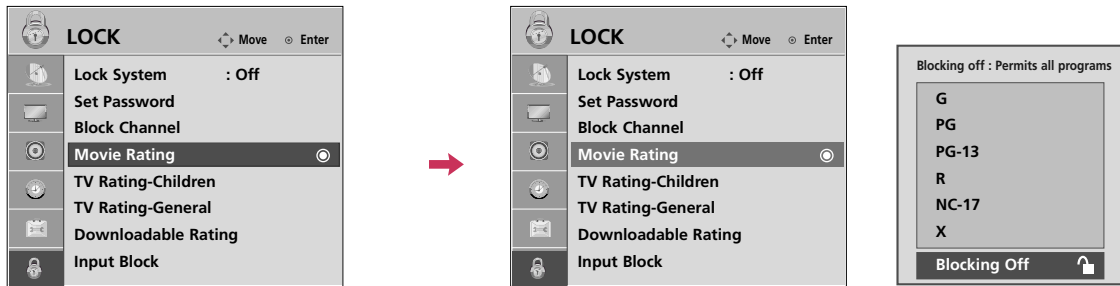 LOCK
Move Enter
Lock System : Off
Set Password
Block Channel
Movie Rating
TV Rating-Children
TV Rating-General
Downloadable Rating
Input Block
LOCK
Move Enter
Lock System : Off
Set Password
Block Channel
Movie Rating
TV Rating-Children
TV Rating-General
Downloadable Rating
Input Block
Blocking off : Permits all programs
G
PG
PG-13
R
NC-17
X
Blocking Off